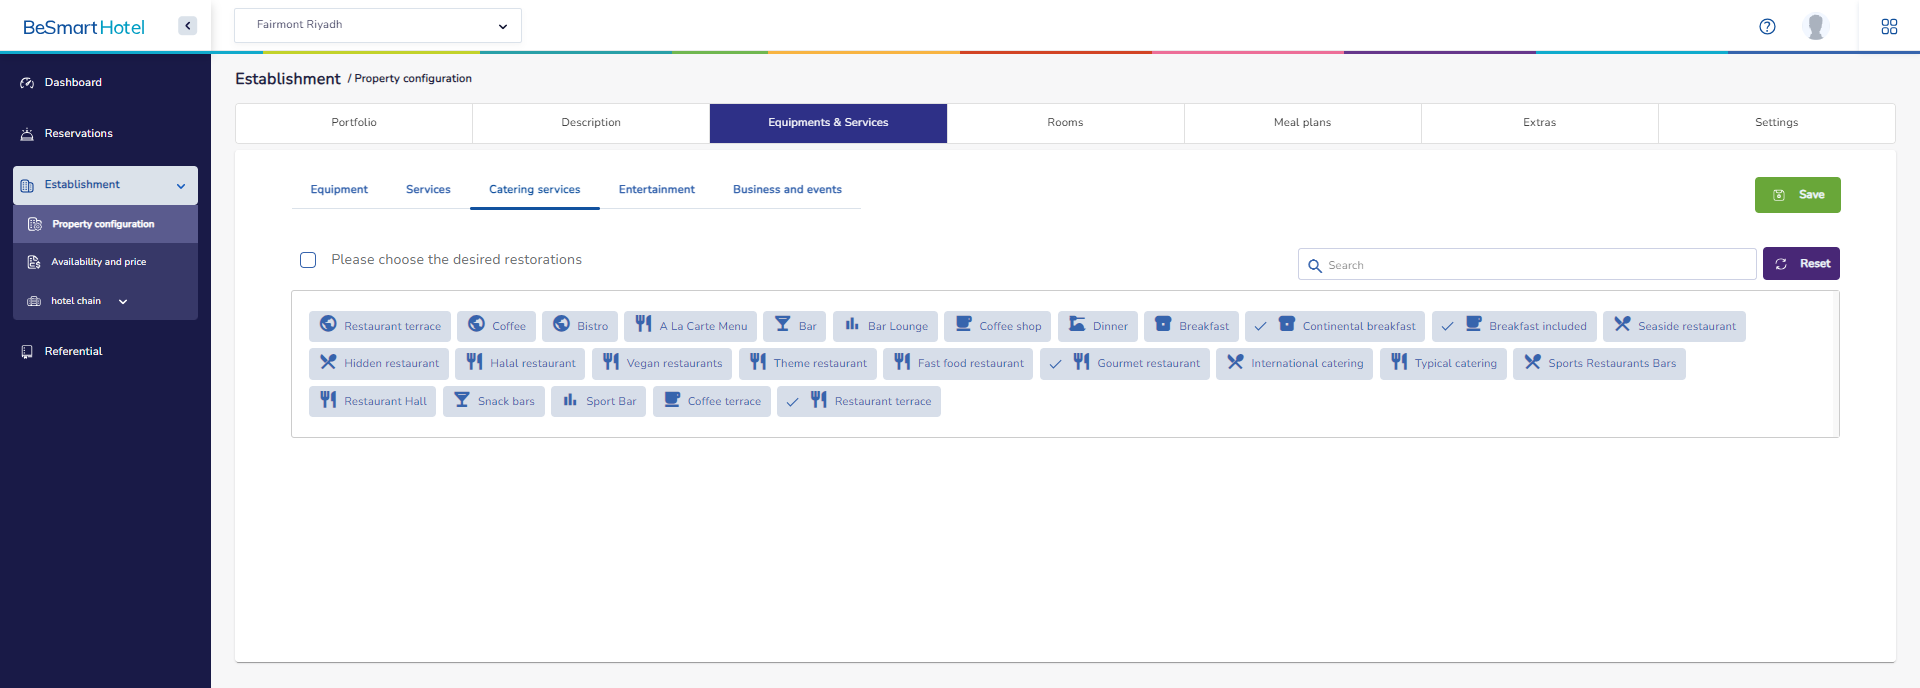 BeSmart Hotel
Fairmont Riyadh
Dashboard
Reservations
Establishment
Property configuration
Availability and price
hotel chain
Referential
Establishment / Property configuration
Portfolio Description Equipments & Services Rooms Meal plans Extras Settings
Equipment Services Catering services Entertainment Business and events
Save
Please choose the desired restorations
Search
Reset
Restaurant terrace Coffee Bistro A La Carte Menu Bar Bar Lounge Coffee shop Dinner Breakfast Continental breakfast Breakfast included Seaside restaurant
Hidden restaurant Halal restaurant Vegan restaurants Theme restaurant Fast food restaurant Gourmet restaurant International catering Typical catering Sports Restaurants Bars
Restaurant Hall Snack bars Sport Bar Coffee terrace Restaurant terrace